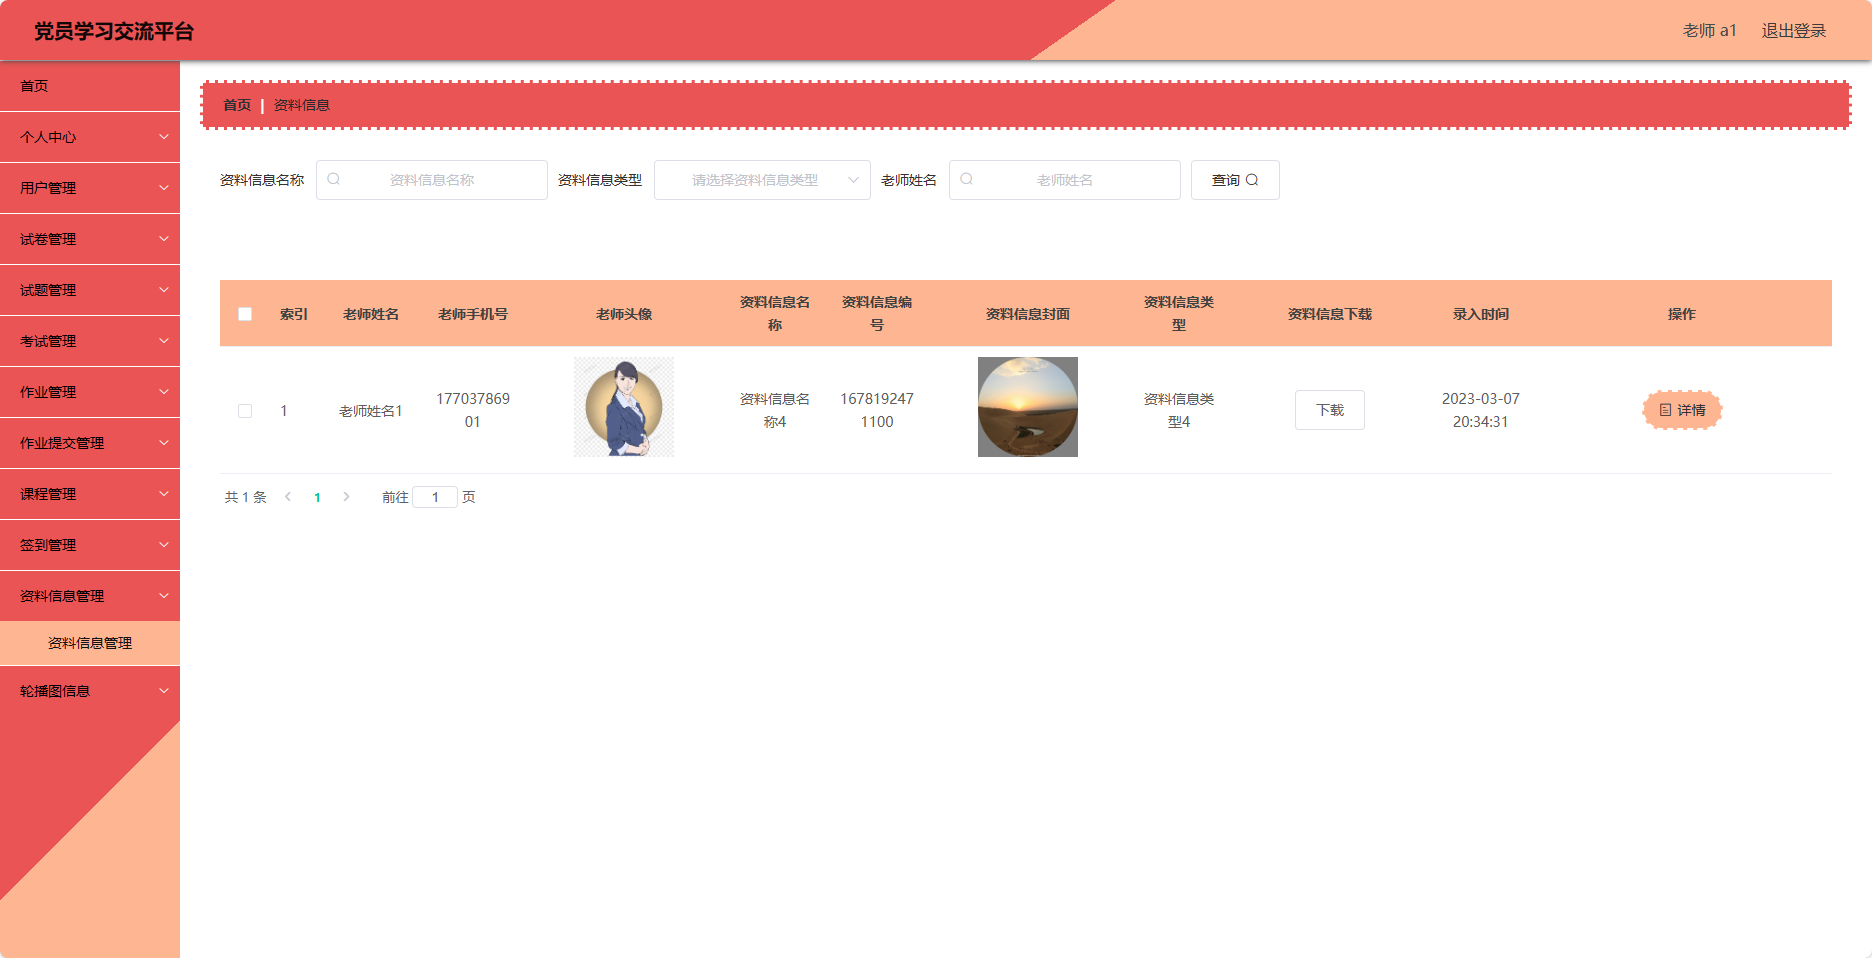 党员学习交流平台
老师 a1 退出登录
首页
个人中心
用户管理
试卷管理
试题管理
考试管理
作业管理
作业提交管理
课程管理
签到管理
资料信息管理
资料信息管理
轮播图信息
首页 | 资料信息
资料信息名称 资料信息名称 资料信息类型 请选择资料信息类型 老师姓名 老师姓名 查询
索引 老师姓名 老师手机号 老师头像 资料信息名称 资料信息编号 资料信息封面 资料信息类型 资料信息下载 录入时间 操作
1 老师姓名1 17703786901 资料信息名称4 1678192471100 资料信息类型4 下载 2023-03-07 20:34:31 详情
共 1 条 1 前往 1 页